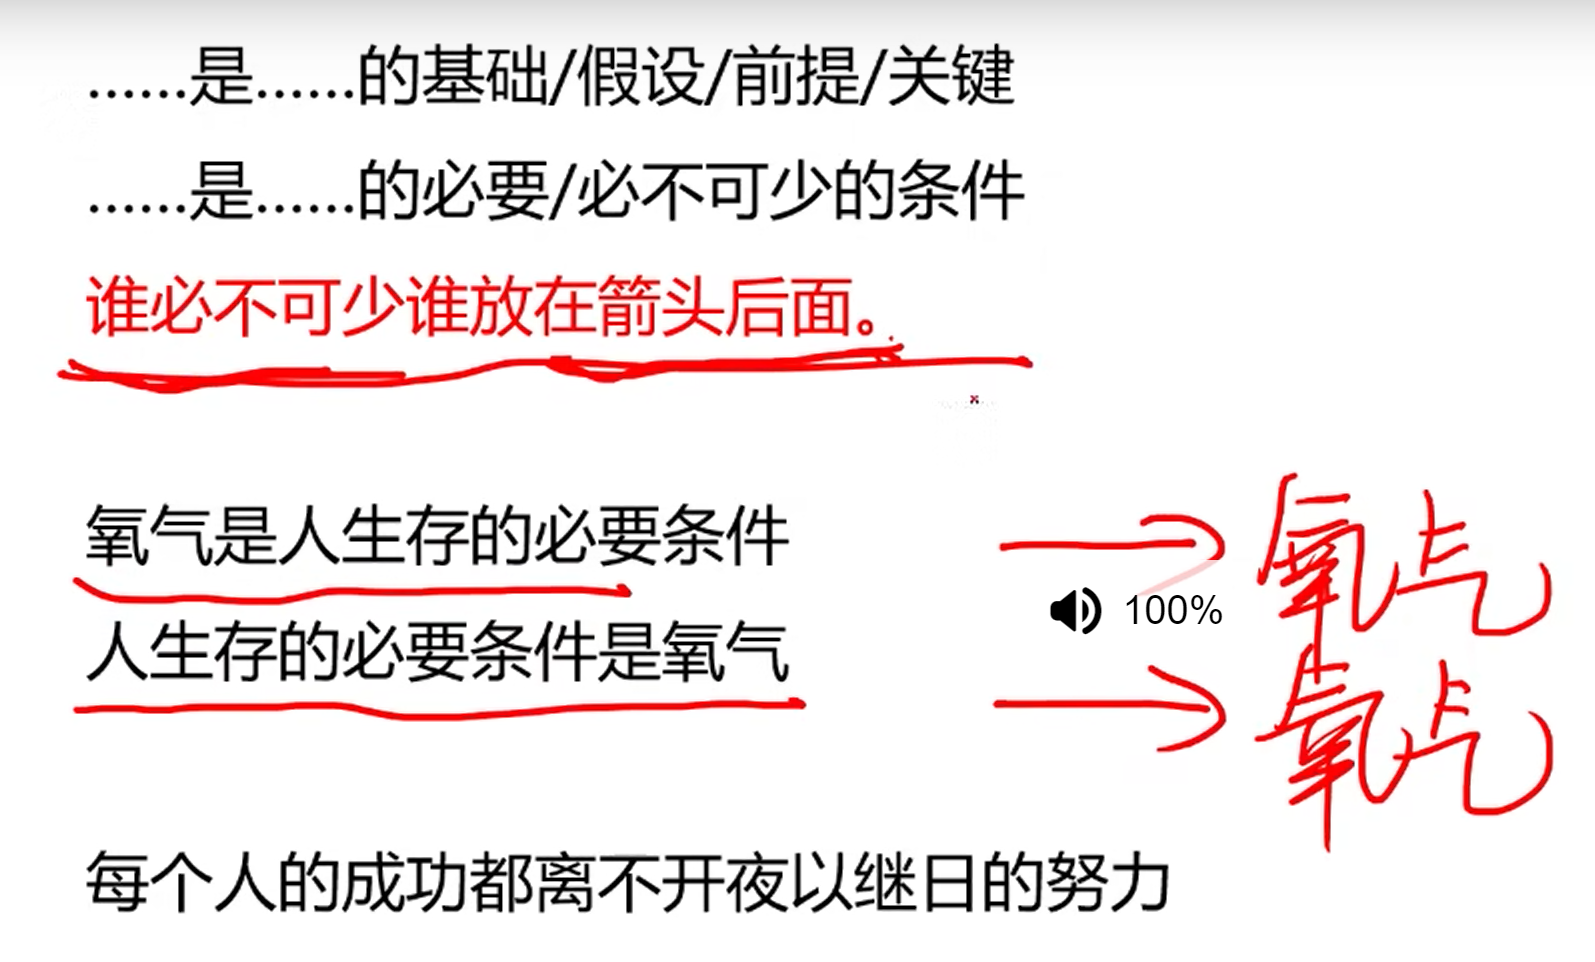 ……是……的基础/假设/前提/关键
……是……的必要/必不可少的条件
谁必不可少谁放在箭头后面。
氧气是人生存的必要条件
氧气
100%
人生存的必要条件是氧气
氧气
每个人的成功都离不开夜以继日的努力